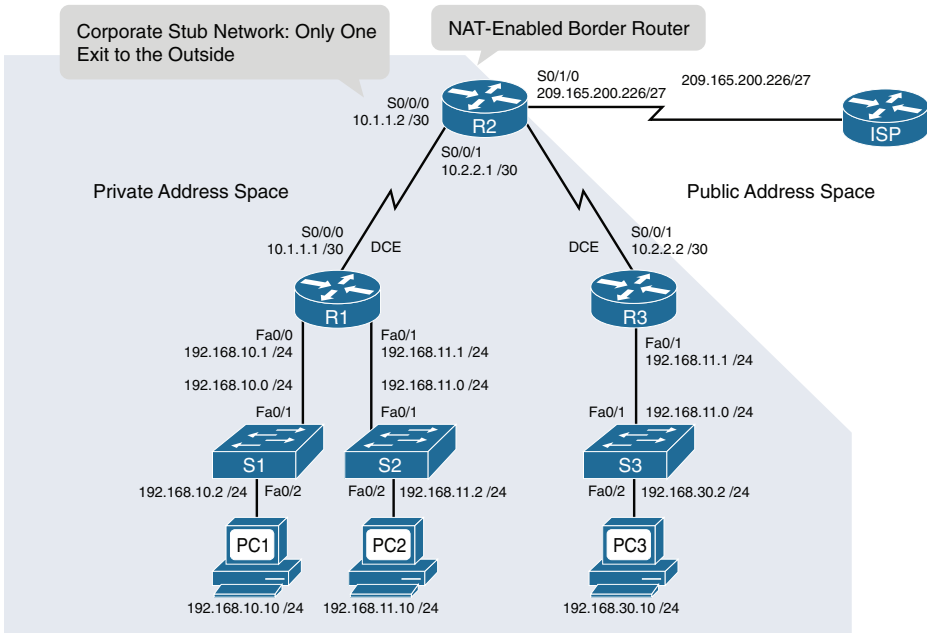 Corporate Stub Network: Only One
Exit to the Outside
NAT-Enabled Border Router
S0/1/0
209.165.200.226/27
209.165.200.226/27
S0/0/0
10.1.1.2 /30
R2
ISP
S0/0/1
10.2.2.1 /30
Private Address Space
Public Address Space
S0/0/0
10.1.1.1 /30
DCE
DCE
S0/0/1
10.2.2.2 /30
R1
R3
Fa0/0
192.168.10.1 /24
Fa0/1
192.168.11.1 /24
Fa0/1
192.168.11.1 /24
192.168.10.0 /24
192.168.11.0 /24
Fa0/1
Fa0/1
Fa0/1
192.168.11.0 /24
S1
S2
S3
192.168.10.2 /24
Fa0/2
Fa0/2
192.168.11.2 /24
Fa0/2
192.168.30.2 /24
PC1
PC2
PC3
192.168.10.10 /24
192.168.11.10 /24
192.168.30.10 /24